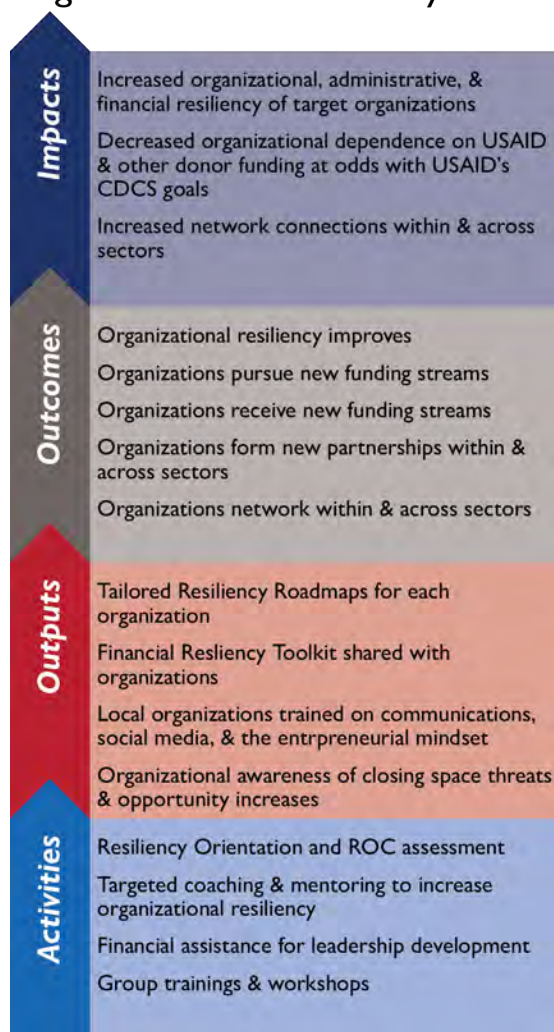 Impacts
Increased organizational, administrative, &
financial resiliency of target organizations
Decreased organizational dependence on USAID
& other donor funding at odds with USAID's
CDCS goals
Increased network connections within & across
sectors
Outcomes
Organizational resiliency improves
Organizations pursue new funding streams
Organizations receive new funding streams
Organizations form new partnerships within &
across sectors
Organizations network within & across sectors
Outputs
Tailored Resiliency Roadmaps for each
organization
Financial Resliency Toolkit shared with
organizations
Local organizations trained on communications,
social media, & the entrpreneurial mindset
Organizational awareness of closing space threats
& opportunity increases
Activities
Resiliency Orientation and ROC assessment
Targeted coaching & mentoring to increase
organizational resiliency
Financial assistance for leadership development
Group trainings & workshops